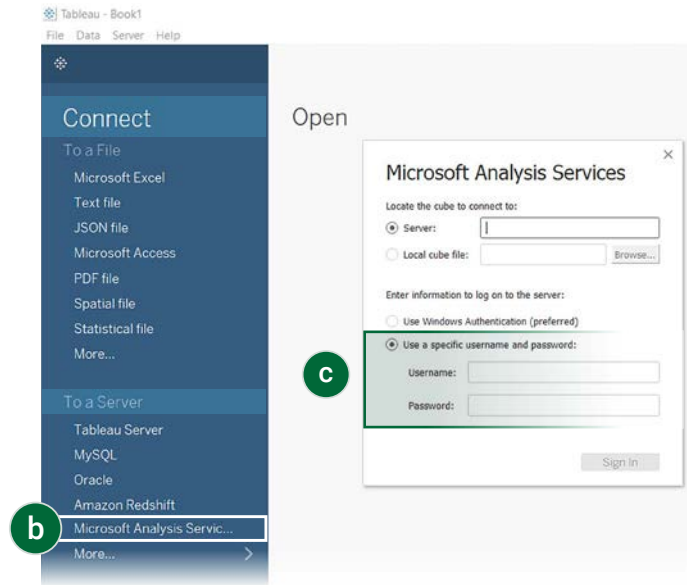 Tableau - Book1
File Data Server Help
Connect
To a File
Microsoft Excel
Text file
JSON file
Microsoft Access
PDF file
Spatial file
Statistical file
More...
To a Server
Tableau Server
MySQL
Oracle
Amazon Redshift
b
Microsoft Analysis Servic...
More...
Open
Microsoft Analysis Services
Locate the cube to connect to:
Server:
Local cube file:
Browse...
Enter information to log on to the server:
Use Windows Authentication (preferred)
c
Use a specific username and password:
Username:
Password:
Sign In